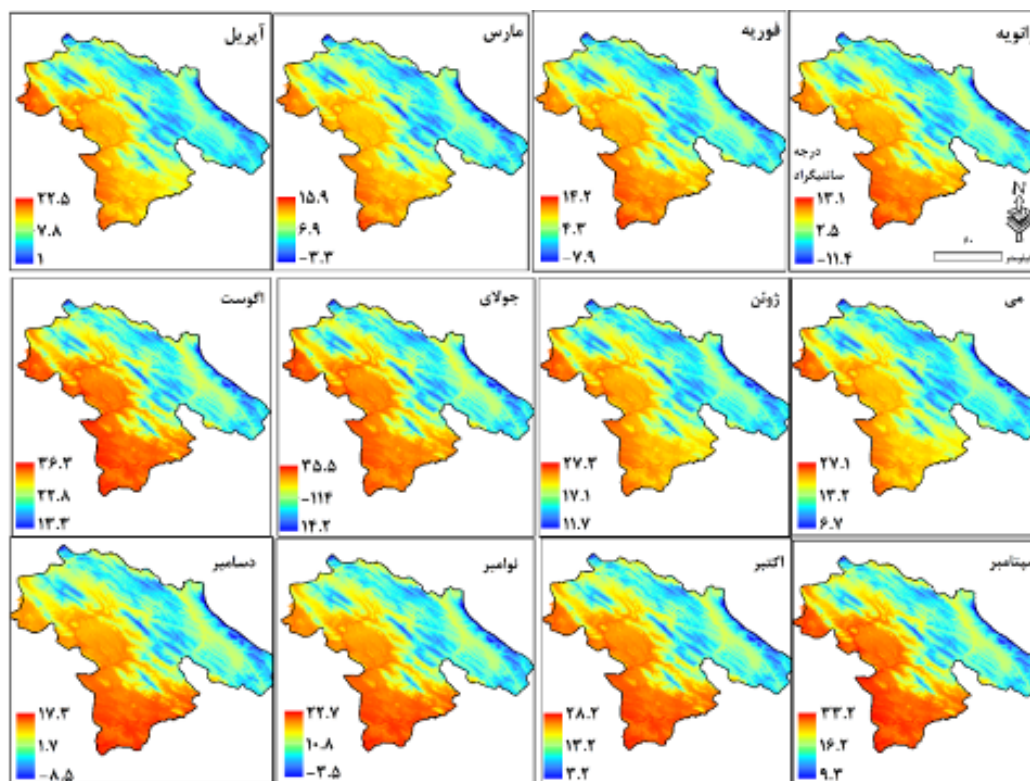 ژانویه
درجه
سانتیگراد
۱۳.۱
۲.۵
-۱۱.۴
N
۶۰
کیلومتر
فوریه
۱۴.۲
۴.۳
-۷.۹
مارس
۱۵.۹
۶.۹
-۳.۳
آپریل
۲۲.۵
۷.۸
۱
می
۲۷.۱
۱۳.۲
۶.۷
ژوئن
۲۷.۳
۱۷.۱
۱۱.۷
جولای
۳۵.۵
-۱۱۴
۱۴.۲
اگوست
۳۶.۳
۲۲.۸
۱۳.۳
سپتامبر
۳۳.۲
۱۶.۲
۹.۳
اکتبر
۲۸.۲
۱۳.۲
۳.۲
نوامبر
۲۲.۷
۱۰.۸
-۳.۵
دسامبر
۱۷.۳
۱.۷
-۸.۵